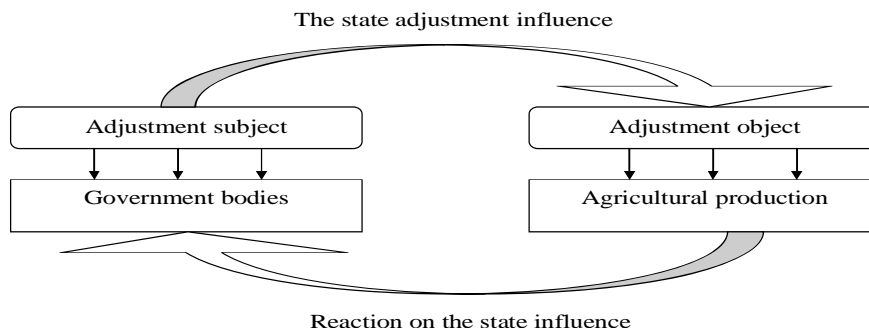 The state adjustment influence
Adjustment subject
Adjustment object
Government bodies
Agricultural production
Reaction on the state influence